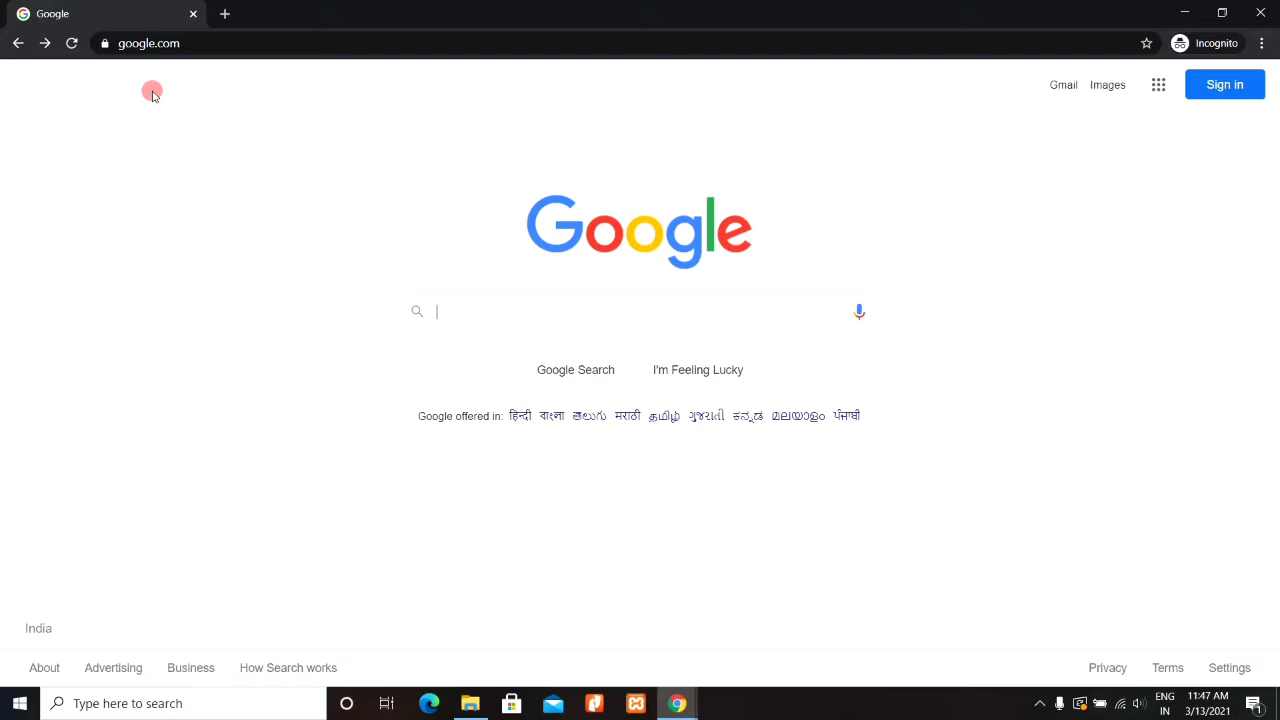 Google
google.com
Incognito
Gmail Images Sign in
Google
Google Search I'm Feeling Lucky
Google offered in: हिन्दी বাংলা తెలుగు मराठी தமிழ் ગુજરાતી ಕನ್ನಡ മലയാളം ਪੰਜਾਬੀ
India
About Advertising Business How Search works Privacy Terms Settings
Type here to search
ENG 11:47 AM
IN 3/13/2021
1